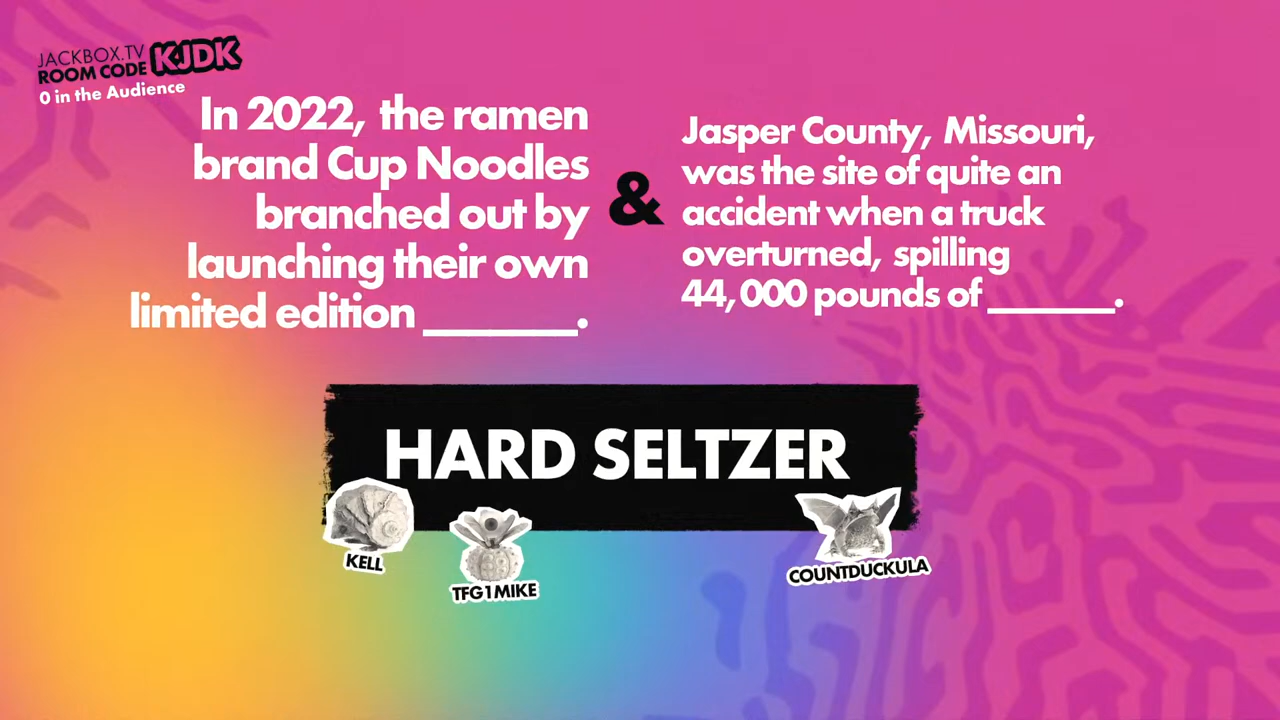 JACKBOX.TV
ROOM CODE KJDK
0 in the Audience
In 2022, the ramen
brand Cup Noodles
branched out by
launching their own
limited edition _______.
&
Jasper County, Missouri,
was the site of quite an
accident when a truck
overturned, spilling
44,000 pounds of _______.
HARD SELTZER
KELL
TFG1MIKE
COUNTDUCKULA